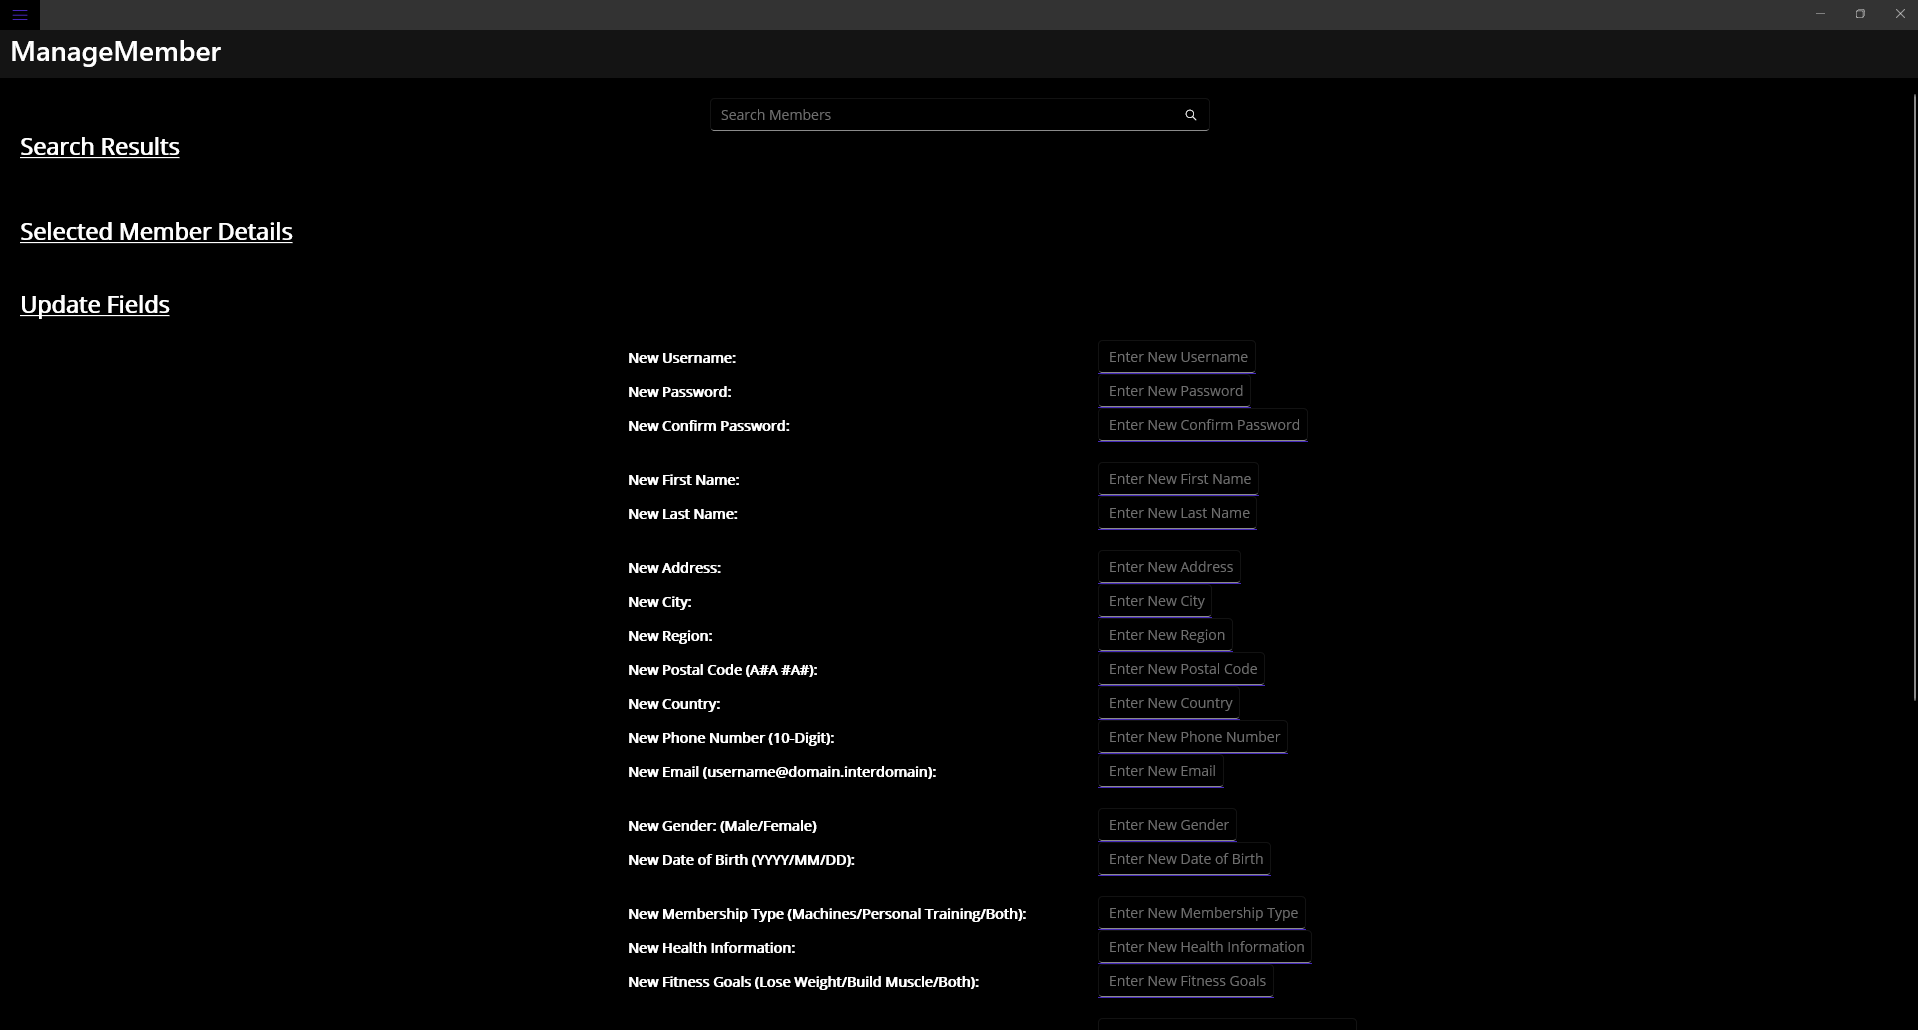 ManageMember
Search Members
Search Results
Selected Member Details
Update Fields
New Username: Enter New Username
New Password: Enter New Password
New Confirm Password: Enter New Confirm Password
New First Name: Enter New First Name
New Last Name: Enter New Last Name
New Address: Enter New Address
New City: Enter New City
New Region: Enter New Region
New Postal Code (A#A #A#): Enter New Postal Code
New Country: Enter New Country
New Phone Number (10-Digit): Enter New Phone Number
New Email (username@domain.interdomain): Enter New Email
New Gender: (Male/Female) Enter New Gender
New Date of Birth (YYYY/MM/DD): Enter New Date of Birth
New Membership Type (Machines/Personal Training/Both): Enter New Membership Type
New Health Information: Enter New Health Information
New Fitness Goals (Lose Weight/Build Muscle/Both): Enter New Fitness Goals